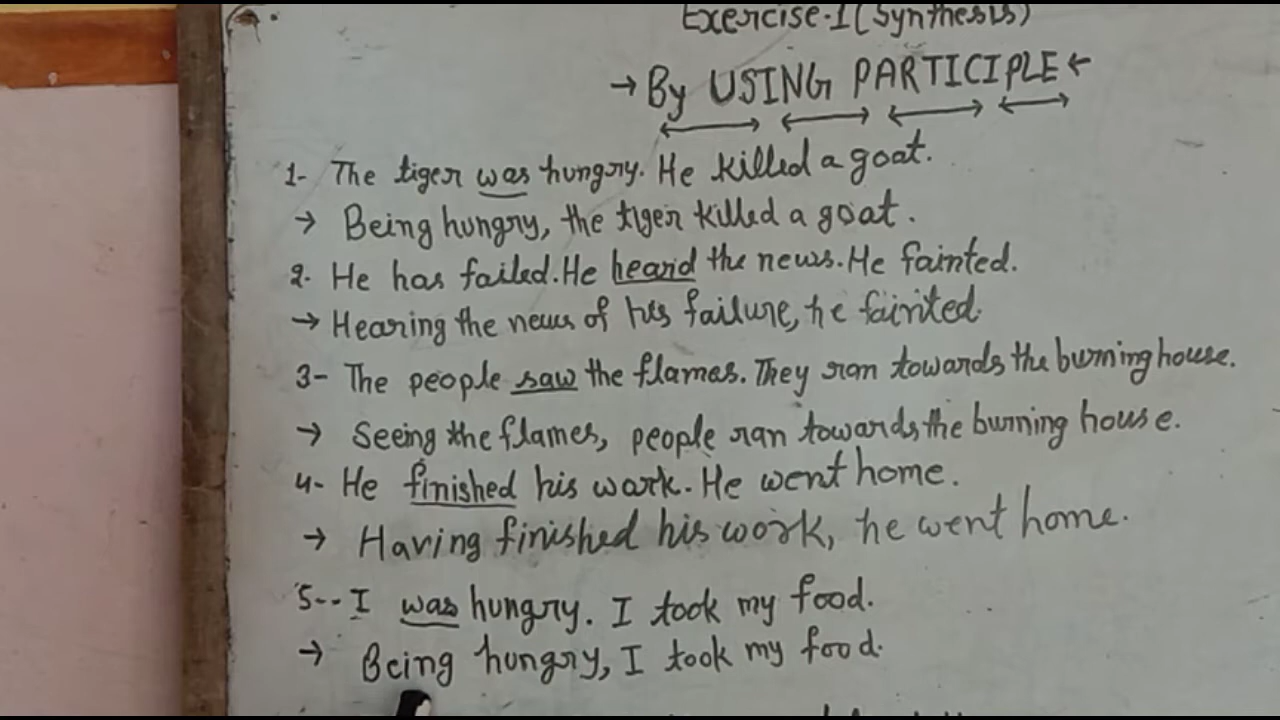 Exercise-1 (Synthesis)
→ By USING PARTICIPLE ←
1- The tiger was hungry. He killed a goat.
→ Being hungry, the tiger killed a goat.
2. He has failed. He heard the news. He fainted.
→ Hearing the news of his failure, he fainted.
3- The people saw the flames. They ran towards the burning house.
→ Seeing the flames, people ran towards the burning house.
4- He finished his work. He went home.
→ Having finished his work, he went home.
5-- I was hungry. I took my food.
→ Being hungry, I took my food.